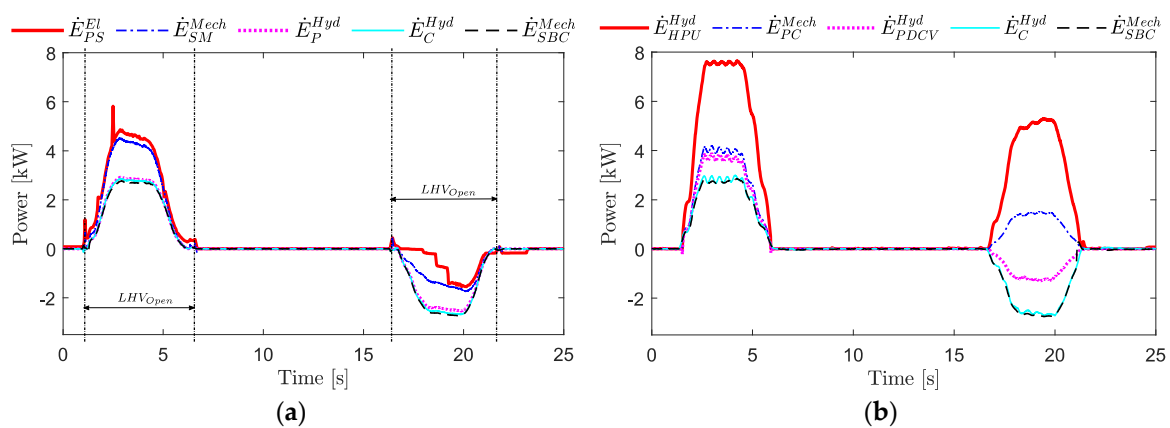 Ė_PS^El Ė_SM^Mech Ė_P^Hyd Ė_C^Hyd Ė_SBC^Mech
Power [kW]
6
4
2
0
-2
LHV_Open
LHV_Open
0 5 10 15 20 25
Time [s]
(a)
Ė_HPU^Hyd Ė_PC^Mech Ė_PDCV^Hyd Ė_C^Hyd Ė_SBC^Mech
Power [kW]
8
6
4
2
0
-2
0 5 10 15 20 25
Time [s]
(b)